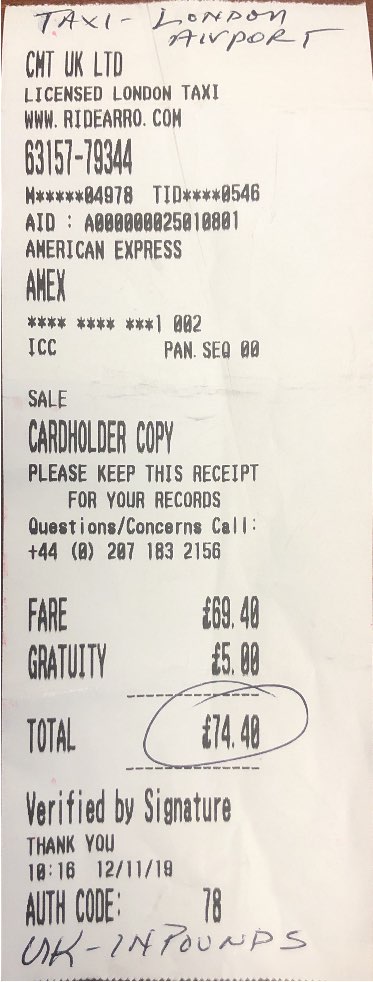 TAXI - LONDON
AIRPORT
CMT UK LTD
LICENSED LONDON TAXI
WWW.RIDEARRO.COM
63157-79344
M*****04978 TID****0546
AID : A000000025010801
AMERICAN EXPRESS
AMEX
**** **** ***1 002
ICC PAN.SEQ 00
SALE
CARDHOLDER COPY
PLEASE KEEP THIS RECEIPT
FOR YOUR RECORDS
Questions/Concerns Call:
+44 (0) 207 183 2156
FARE £69.40
GRATUITY £5.00
TOTAL £74.40
Verified by Signature
THANK YOU
10:16 12/11/19
AUTH CODE: 78
UK - IN POUNDS